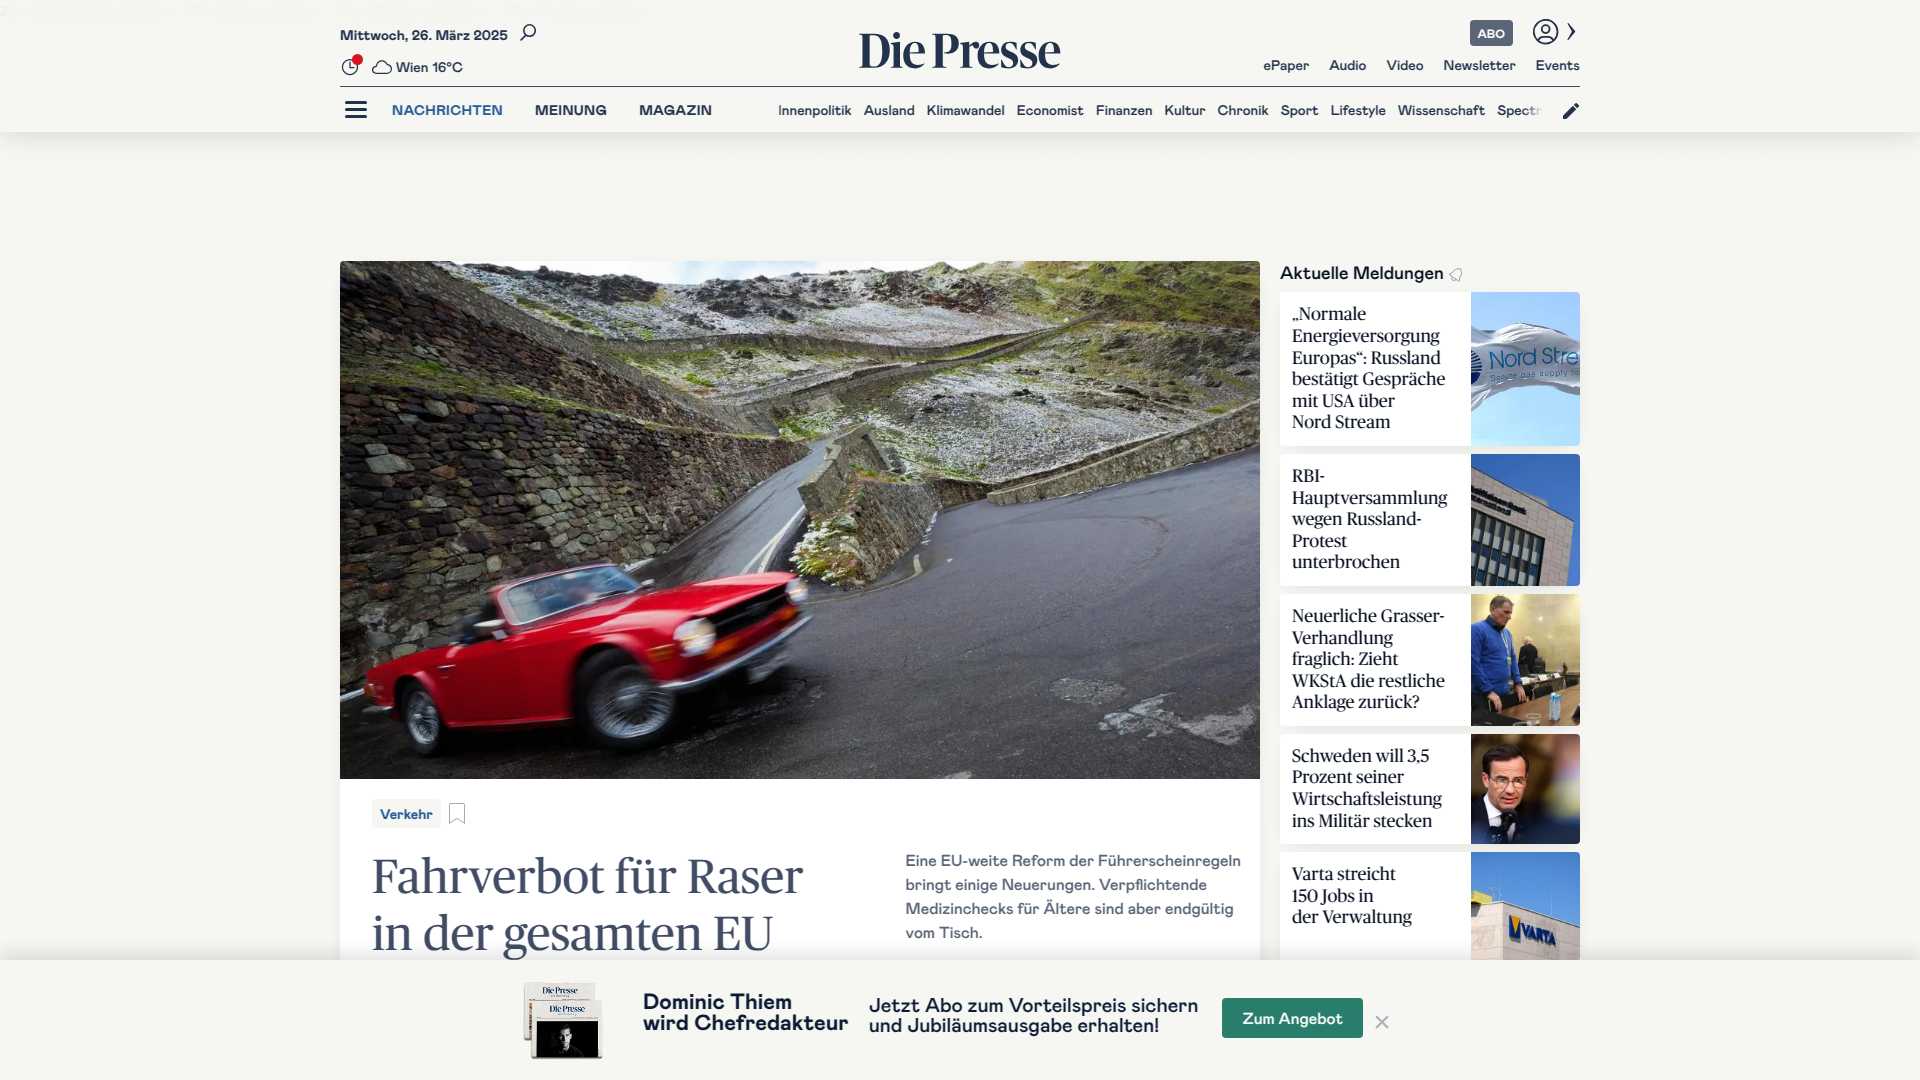 Mittwoch, 26. März 2025
Wien 16°C
Die Presse
ABO
ePaper Audio Video Newsletter Events
NACHRICHTEN MEINUNG MAGAZIN
Innenpolitik Ausland Klimawandel Economist Finanzen Kultur Chronik Sport Lifestyle Wissenschaft Spectr
Aktuelle Meldungen
„Normale
Energieversorgung
Europas“: Russland
bestätigt Gespräche
mit USA über
Nord Stream
Nord Stre
RBI-
Hauptversammlung
wegen Russland-
Protest
unterbrochen
Neuerliche Grasser-
Verhandlung
fraglich: Zieht
WKStA die restliche
Anklage zurück?
Schweden will 3,5
Prozent seiner
Wirtschaftsleistung
ins Militär stecken
Varta streicht
150 Jobs in
der Verwaltung
VARTA
Verkehr
Fahrverbot für Raser
in der gesamten EU
Eine EU-weite Reform der Führerscheinregeln
bringt einige Neuerungen. Verpflichtende
Medizinchecks für Ältere sind aber endgültig
vom Tisch.
Die Presse
Die Presse
Dominic Thiem
wird Chefredakteur
Jetzt Abo zum Vorteilspreis sichern
und Jubiläumsausgabe erhalten!
Zum Angebot